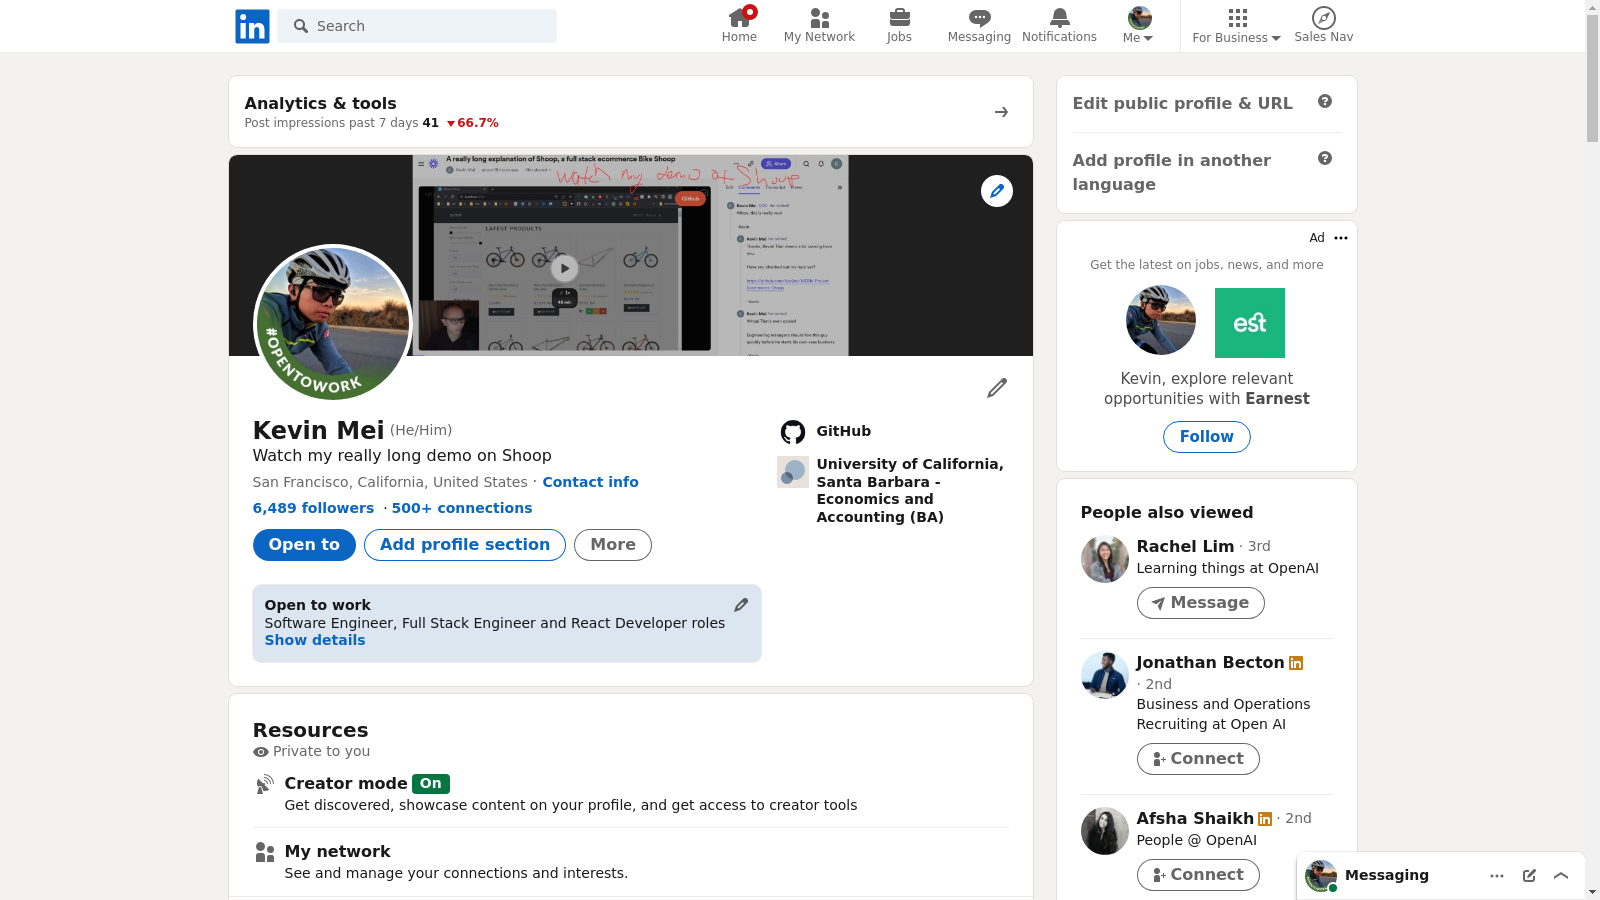 in
Search
Home
My Network
Jobs
Messaging
Notifications
Me
For Business
Sales Nav
Analytics & tools
Post impressions past 7 days 41 66.7%
A really long explanation of Shoop, a full stack ecommerce Bike Shoop
Watch my demo of Shoop
GitHub
LATEST PRODUCTS
#OPENTOWORK
Kevin Mei (He/Him)
Watch my really long demo on Shoop
San Francisco, California, United States · Contact info
6,489 followers · 500+ connections
Open to
Add profile section
More
GitHub
University of California,
Santa Barbara -
Economics and
Accounting (BA)
Open to work
Software Engineer, Full Stack Engineer and React Developer roles
Show details
Resources
Private to you
Creator mode On
Get discovered, showcase content on your profile, and get access to creator tools
My network
See and manage your connections and interests.
Edit public profile & URL
Add profile in another
language
Ad
Get the latest on jobs, news, and more
est
Kevin, explore relevant
opportunities with Earnest
Follow
People also viewed
Rachel Lim · 3rd
Learning things at OpenAI
Message
Jonathan Becton in
· 2nd
Business and Operations
Recruiting at Open AI
Connect
Afsha Shaikh in · 2nd
People @ OpenAI
Connect
Messaging